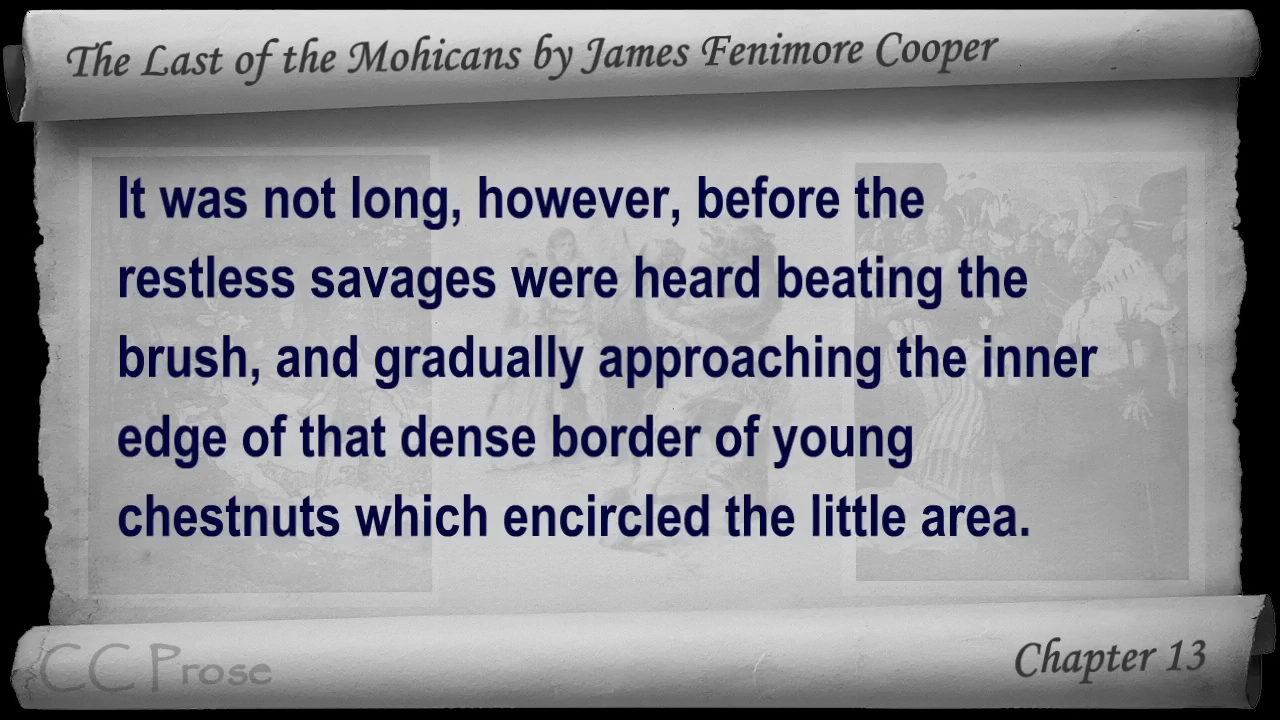 The Last of the Mohicans by James Fenimore Cooper
It was not long, however, before the
restless savages were heard beating the
brush, and gradually approaching the inner
edge of that dense border of young
chestnuts which encircled the little area.
CC Prose
Chapter 13